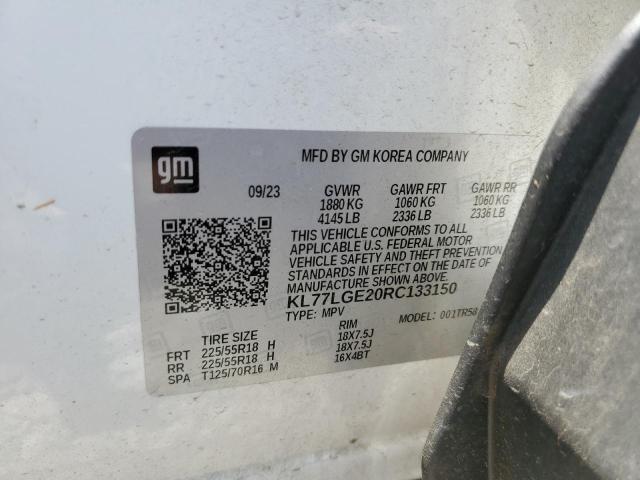 gm
MFD BY GM KOREA COMPANY
09/23 GVWR GAWR FRT GAWR RR
1880 KG 1060 KG 1060 KG
4145 LB 2336 LB 2336 LB
THIS VEHICLE CONFORMS TO ALL
APPLICABLE U.S. FEDERAL MOTOR
VEHICLE SAFETY AND THEFT PREVENTION
STANDARDS IN EFFECT ON THE DATE OF
MANUFACTURE SHOWN ABOVE.
KL77LGE20RC133150
TYPE: MPV MODEL: 001TR58
TIRE SIZE RIM
FRT 225/55R18 H 18X7.5J
RR 225/55R18 H 18X7.5J
SPA T125/70R16 M 16X4BT